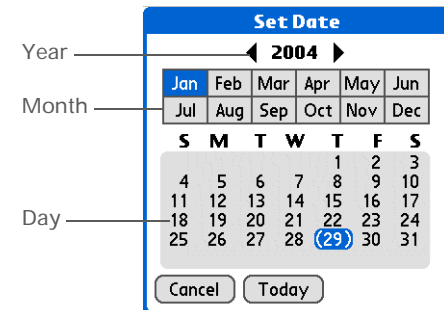 Set Date
Year
2004
Jan Feb Mar Apr May Jun
Month
Jul Aug Sep Oct Nov Dec
S M T W T F S
1 2 3
4 5 6 7 8 9 10
11 12 13 14 15 16 17
Day
18 19 20 21 22 23 24
25 26 27 28 29 30 31
Cancel Today